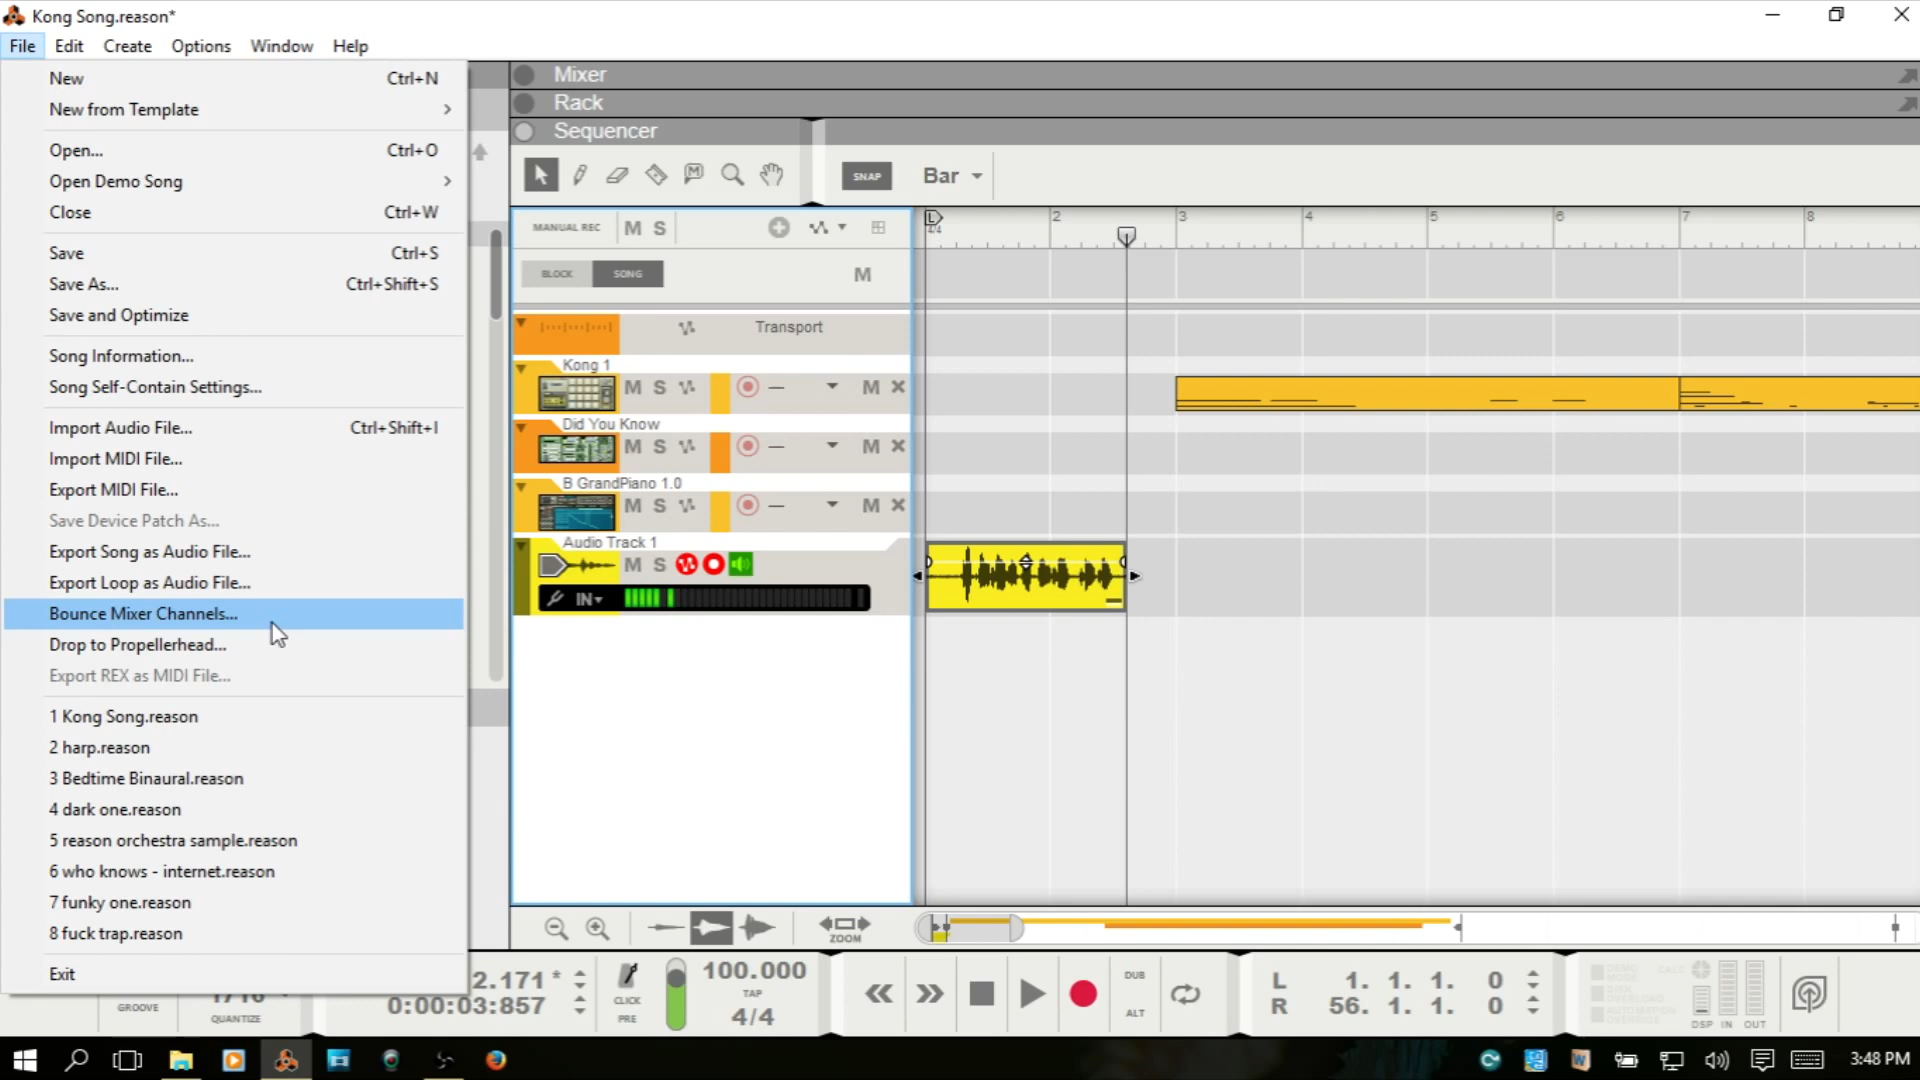 Kong Song.reason*
File Edit Create Options Window Help
New Ctrl+N
New from Template
Open... Ctrl+O
Open Demo Song
Close Ctrl+W
Save Ctrl+S
Save As... Ctrl+Shift+S
Save and Optimize
Song Information...
Song Self-Contain Settings...
Import Audio File... Ctrl+Shift+I
Import MIDI File...
Export MIDI File...
Save Device Patch As...
Export Song as Audio File...
Export Loop as Audio File...
Bounce Mixer Channels...
Drop to Propellerhead...
Export REX as MIDI File...
1 Kong Song.reason
2 harp.reason
3 Bedtime Binaural.reason
4 dark one.reason
5 reason orchestra sample.reason
6 who knows - internet.reason
7 funky one.reason
8 fuck trap.reason
Exit
Mixer
Rack
Sequencer
M SNAP Bar
MANUAL REC M S
L 2 3 4 5 6 7 8
4/4
BLOCK SONG M
Transport
Kong 1
M S M
Did You Know
M S M
B GrandPiano 1.0
M S M
Audio Track 1
M S
IN
ZOOM
GROOVE
QUANTIZE
2.171 *
0:00:03:857
CLICK
PRE
100.000
TAP
4/4
DUB
ALT
L 1. 1. 1. 0
R 56. 1. 1. 0
CALC
DSP IN OUT
3:48 PM